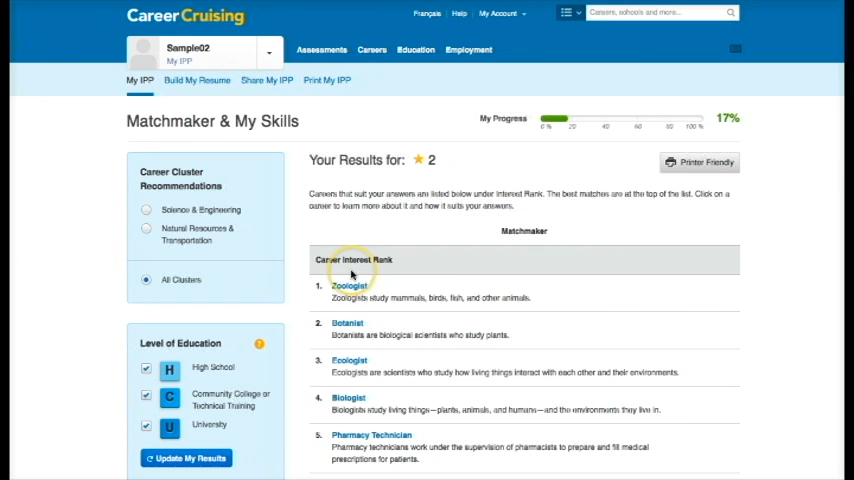 Career Cruising
Français Help My Account
Careers, schools and more...
Sample02
My IPP
Assessments Careers Education Employment
My IPP Build My Resume Share My IPP Print My IPP
Matchmaker & My Skills
My Progress
0 % 20 40 60 80 100 %
17%
Career Cluster
Recommendations
Science & Engineering
Natural Resources &
Transportation
All Clusters
Level of Education ?
H High School
C Community College or
Technical Training
U University
Update My Results
Your Results for: 2
Printer Friendly
Careers that suit your answers are listed below under Interest Rank. The best matches are at the top of the list. Click on a
career to learn more about it and how it suits your answers.
Matchmaker
Career Interest Rank
1. Zoologist
Zoologists study mammals, birds, fish, and other animals.
2. Botanist
Botanists are biological scientists who study plants.
3. Ecologist
Ecologists are scientists who study how living things interact with each other and their environments.
4. Biologist
Biologists study living things—plants, animals, and humans—and the environments they live in.
5. Pharmacy Technician
Pharmacy technicians work under the supervision of pharmacists to prepare and fill medical
prescriptions for patients.